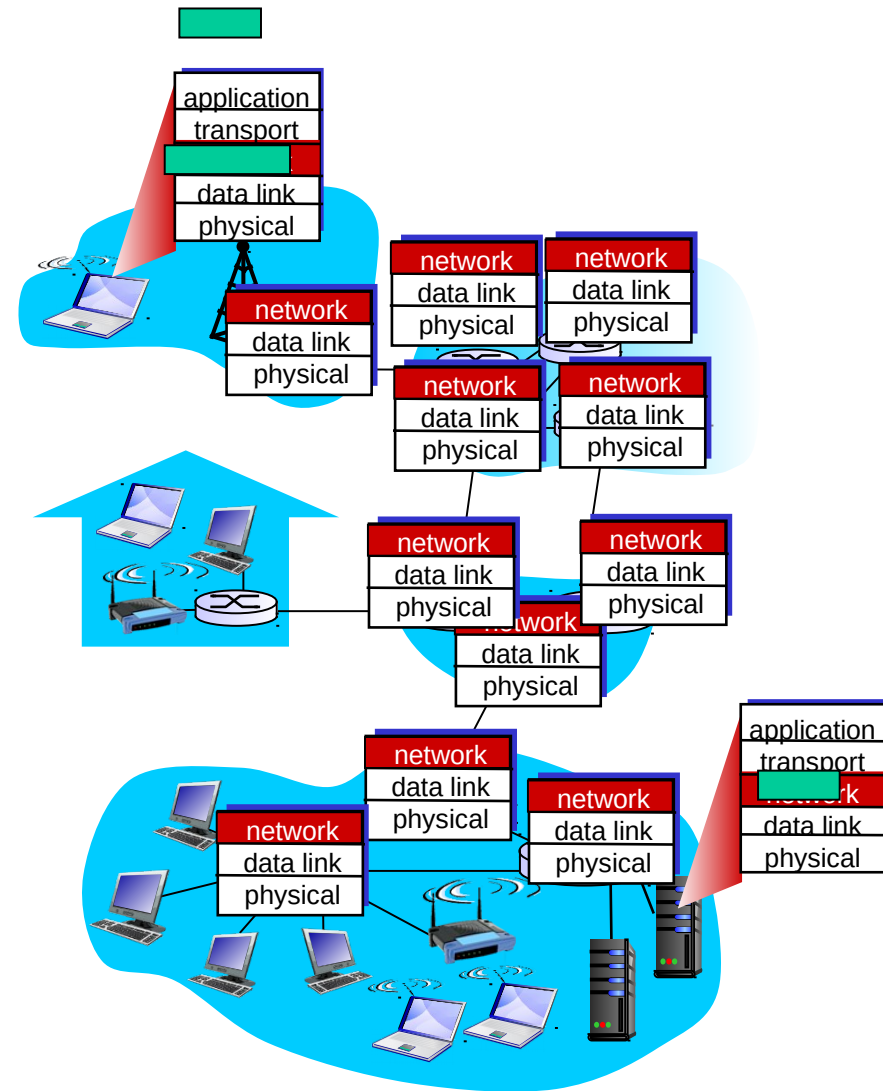 application
transport
data link
physical
network
data link
physical
network
data link
physical
network
data link
physical
network
data link
physical
network
data link
physical
network
data link
physical
network
data link
physical
network
data link
physical
application
transport
network
data link
physical
network
data link
physical
network
data link
physical
network
data link
physical